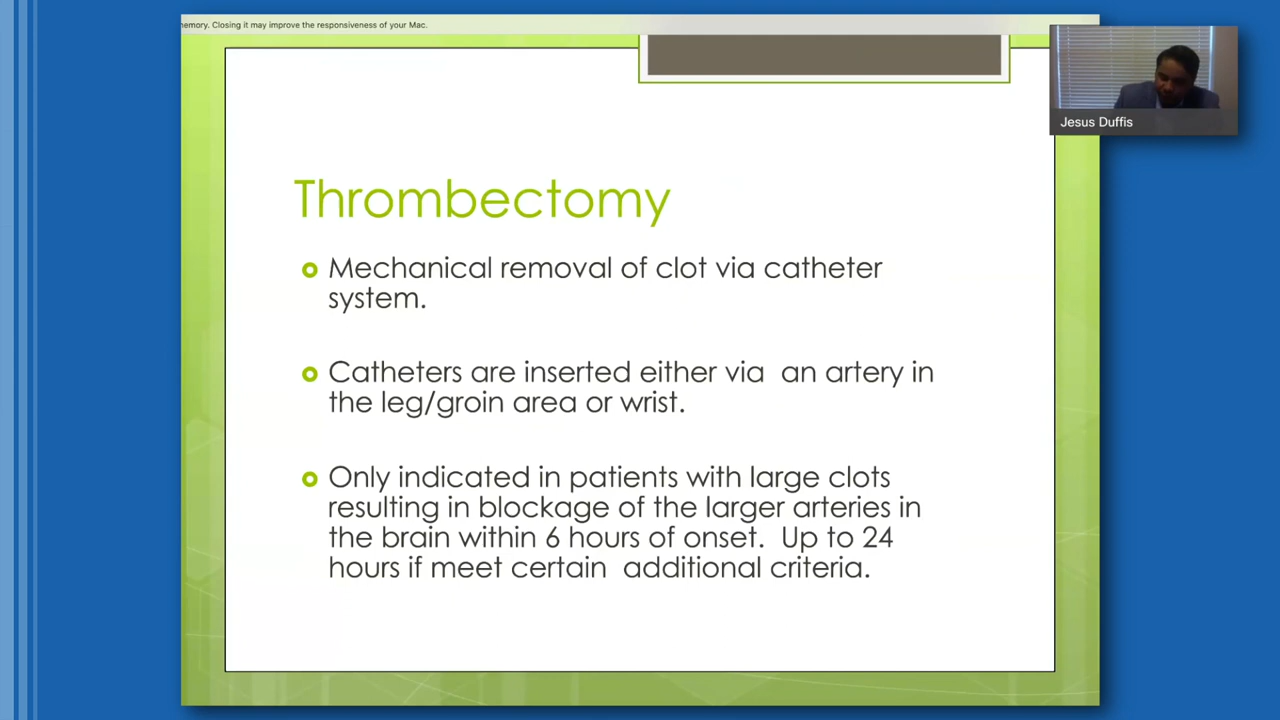 memory. Closing it may improve the responsiveness of your Mac.
Jesus Duffis
Thrombectomy
Mechanical removal of clot via catheter
system.
Catheters are inserted either via an artery in
the leg/groin area or wrist.
Only indicated in patients with large clots
resulting in blockage of the larger arteries in
the brain within 6 hours of onset. Up to 24
hours if meet certain additional criteria.